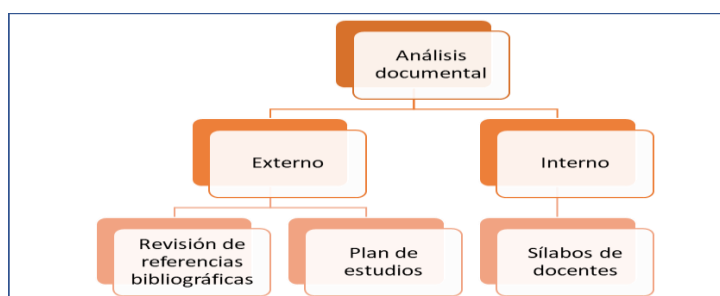 Análisis
documental
Externo
Interno
Revisión de
referencias
bibliográficas
Plan de
estudios
Sílabos de
docentes